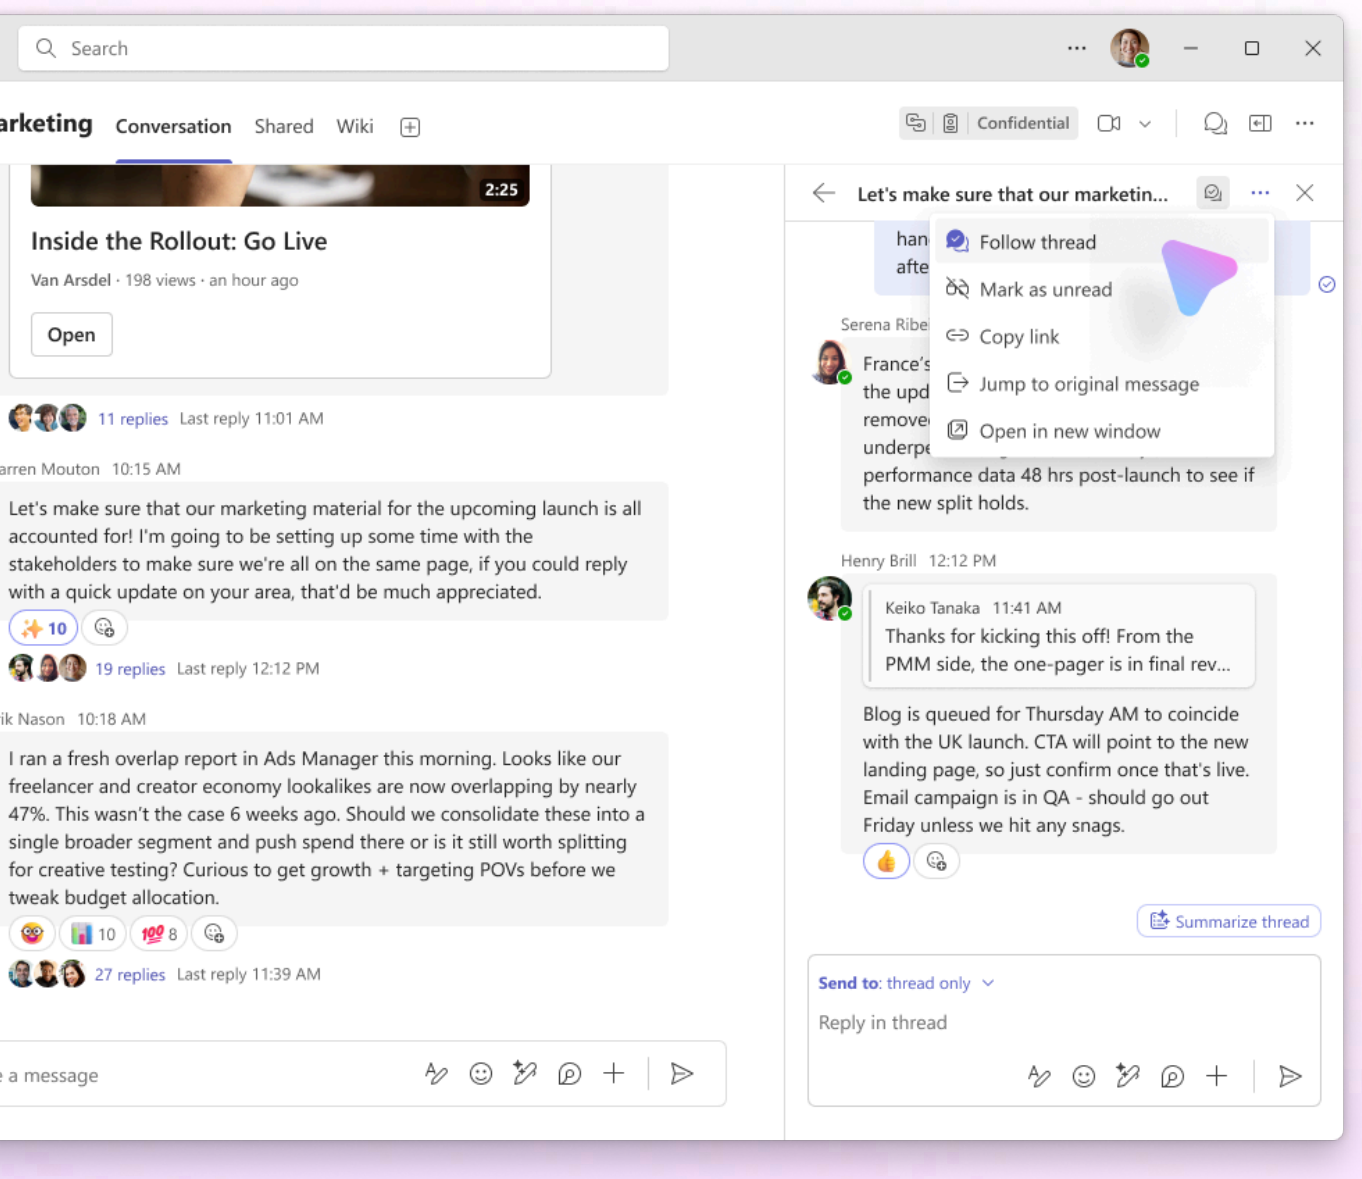 Search
arketing Conversation Shared Wiki
Confidential
2:25
Inside the Rollout: Go Live
Van Arsdel · 198 views · an hour ago
Open
11 replies Last reply 11:01 AM
arren Mouton 10:15 AM
Let's make sure that our marketing material for the upcoming launch is all
accounted for! I'm going to be setting up some time with the
stakeholders to make sure we're all on the same page, if you could reply
with a quick update on your area, that'd be much appreciated.
10
19 replies Last reply 12:12 PM
ik Nason 10:18 AM
I ran a fresh overlap report in Ads Manager this morning. Looks like our
freelancer and creator economy lookalikes are now overlapping by nearly
47%. This wasn't the case 6 weeks ago. Should we consolidate these into a
single broader segment and push spend there or is it still worth splitting
for creative testing? Curious to get growth + targeting POVs before we
tweak budget allocation.
10 💯 8
27 replies Last reply 11:39 AM
e a message
Let's make sure that our marketin...
han
afte
Follow thread
Mark as unread
Copy link
Jump to original message
Open in new window
Serena Ribe
France's
the upd
remove
underpe
performance data 48 hrs post-launch to see if
the new split holds.
Henry Brill 12:12 PM
Keiko Tanaka 11:41 AM
Thanks for kicking this off! From the
PMM side, the one-pager is in final rev...
Blog is queued for Thursday AM to coincide
with the UK launch. CTA will point to the new
landing page, so just confirm once that's live.
Email campaign is in QA - should go out
Friday unless we hit any snags.
Summarize thread
Send to: thread only
Reply in thread